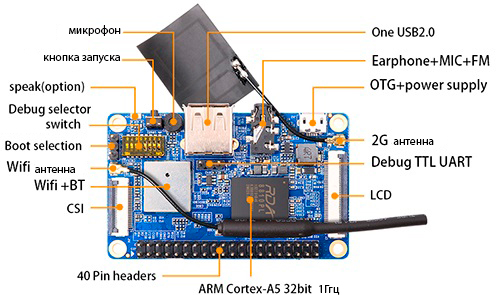 микрофон
One USB2.0
кнопка запуска
Earphone+MIC+FM
speak(option)
OTG+power supply
Debug selector
switch
2G антенна
Boot selection
Debug TTL UART
Wifi антенна
Wifi +BT
LCD
CSI
RDA
40 Pin headers
ARM Cortex-A5 32bit 1Ггц